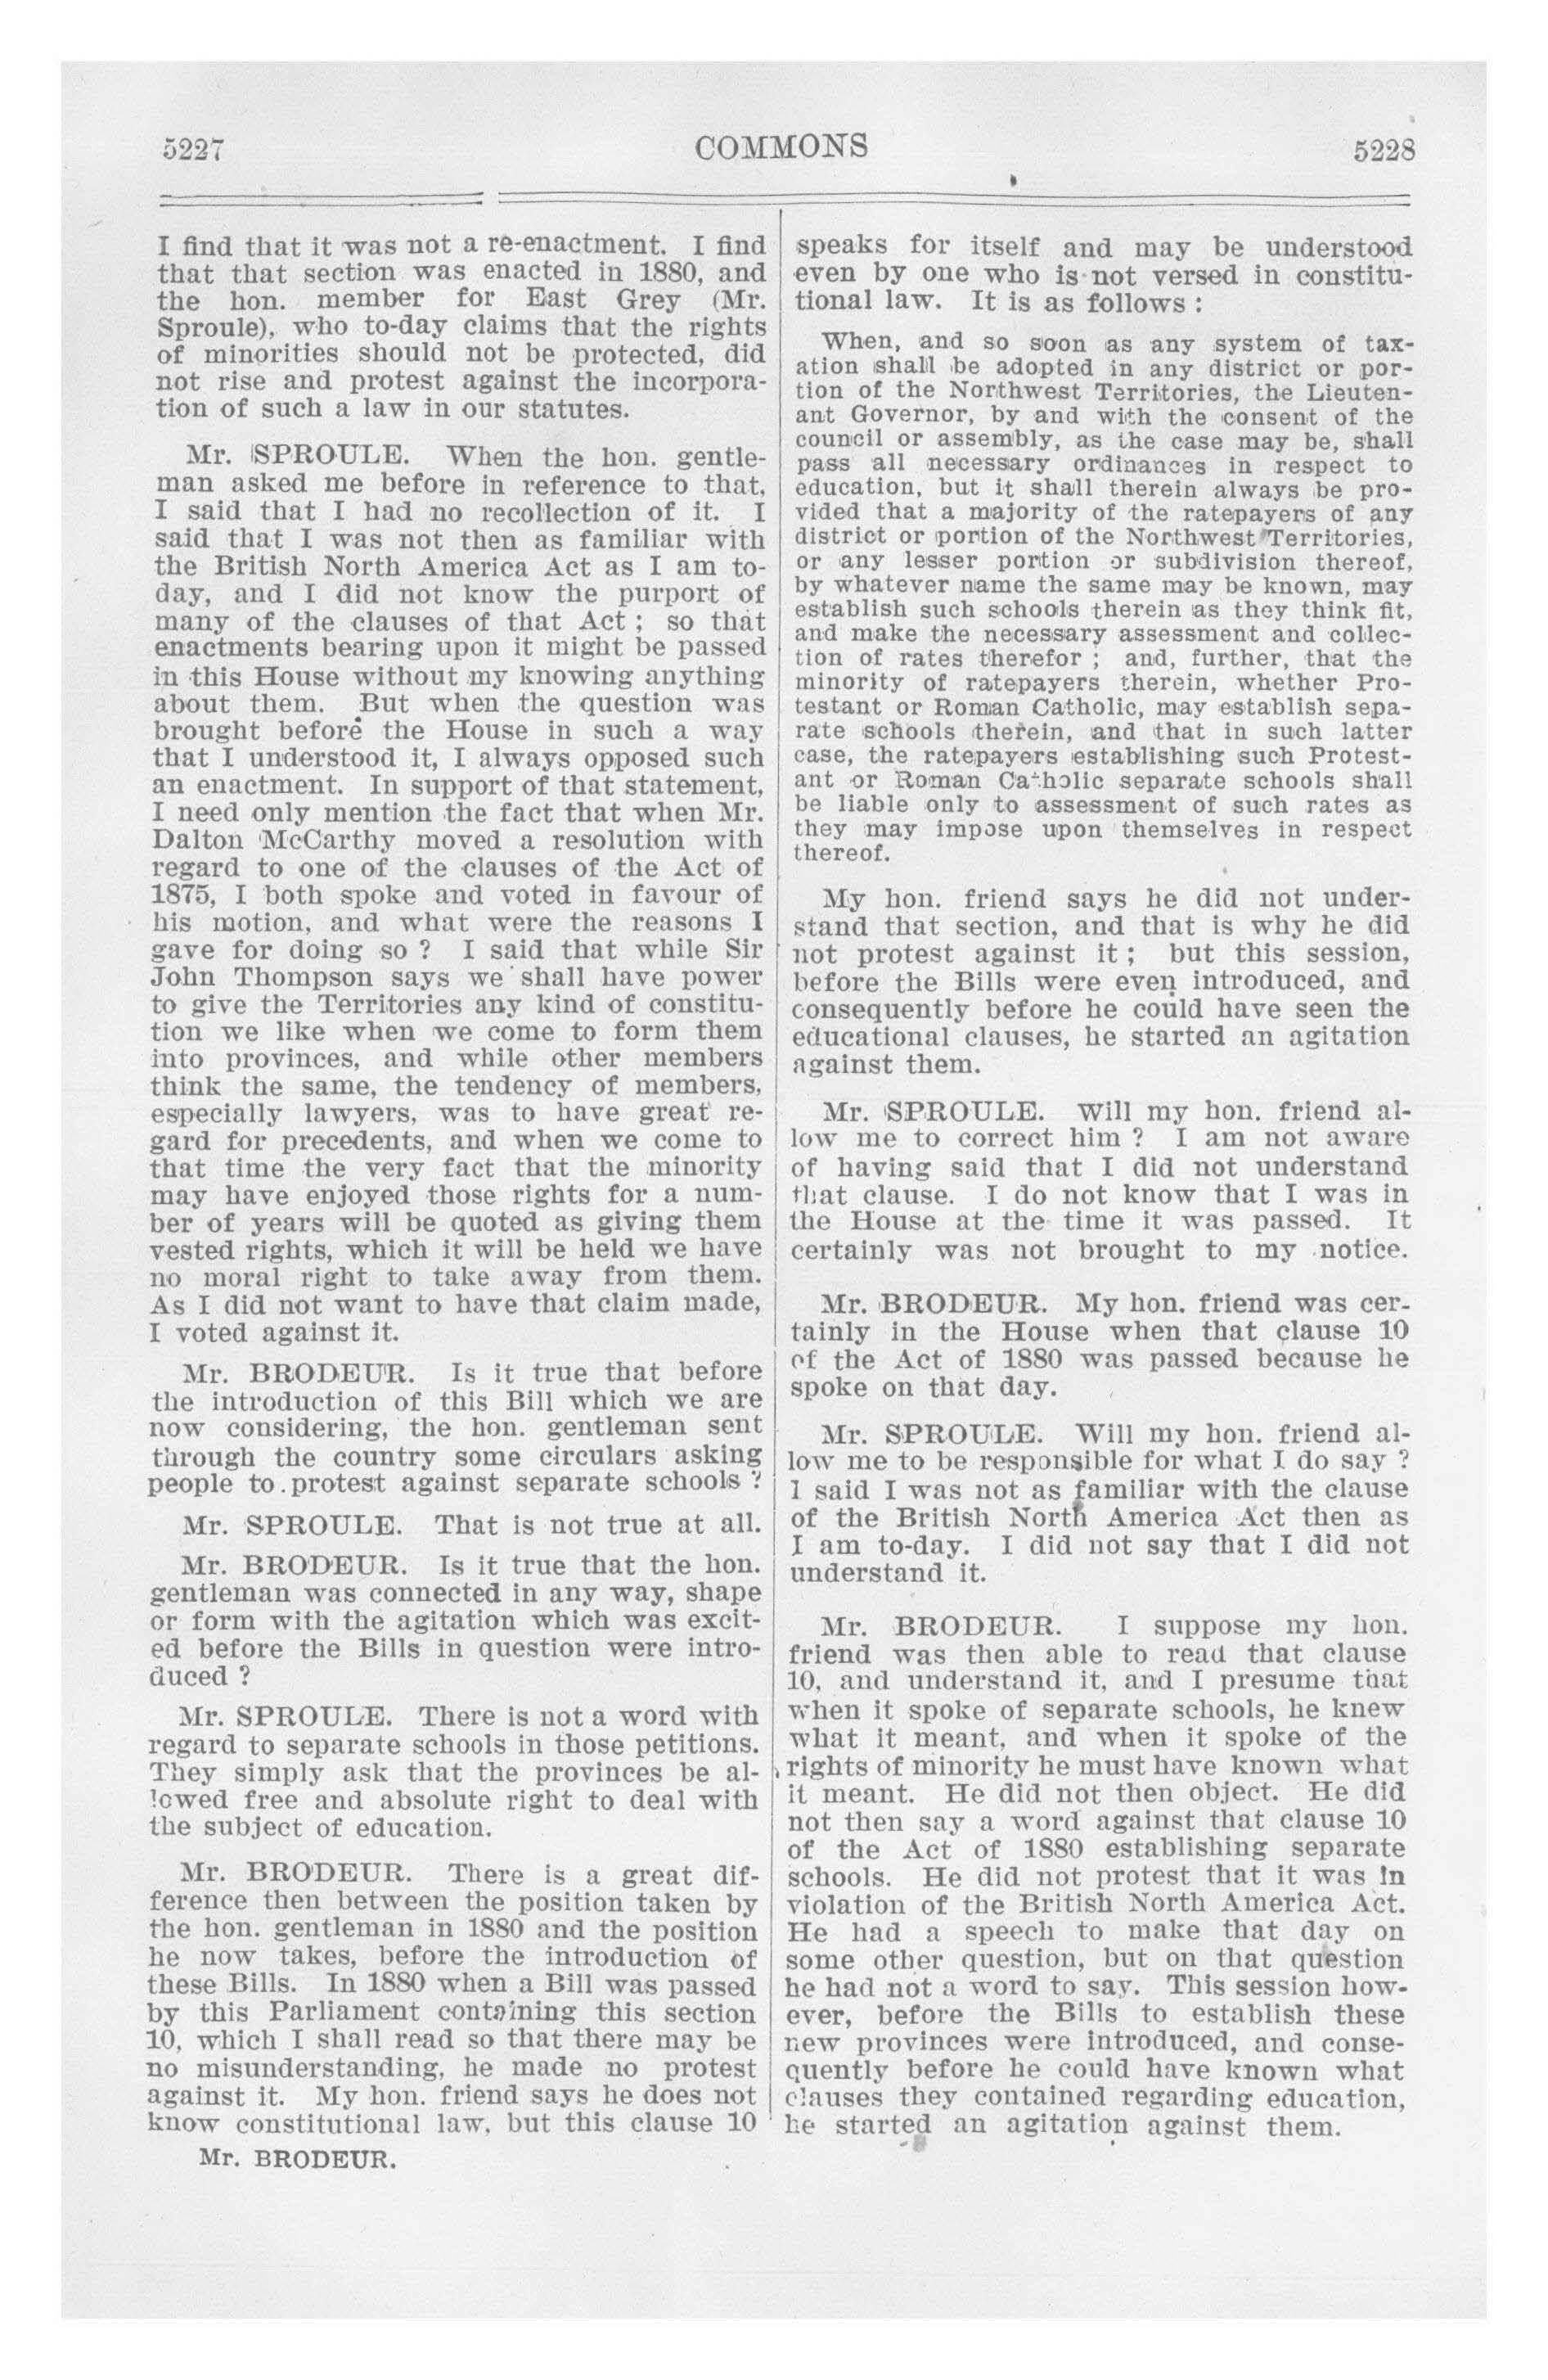 5227
COMMONS
5228
I find that it was not a re-enactment. I find
that that section was enacted in 1880, and
the hon. member for East Grey (Mr.
Sproule), who to-day claims that the rights
of minorities should not be protected, did
not rise and protest against the incorpora-
tion of such a law in our statutes.
Mr. SPROULE. When the hon. gentle-
man asked me before in reference to that,
I said that I had no recollection of it. I
said that I was not then as familiar with
the British North America Act as I am to-
day, and I did not know the purport of
many of the clauses of that Act ; so that
enactments bearing upon it might be passed
in this House without my knowing anything
about them. But when the question was
brought before the House in such a way
that I understood it, I always opposed such
an enactment. In support of that statement,
I need only mention the fact that when Mr.
Dalton McCarthy moved a resolution with
regard to one of the clauses of the Act of
1875, I both spoke and voted in favour of
his motion, and what were the reasons I
gave for doing so ? I said that while Sir
John Thompson says we shall have power
to give the Territories any kind of constitu-
tion we like when we come to form them
into provinces, and while other members
think the same, the tendency of members,
especially lawyers, was to have great re-
gard for precedents, and when we come to
that time the very fact that the minority
may have enjoyed those rights for a num-
ber of years will be quoted as giving them
vested rights, which it will be held we have
no moral right to take away from them.
As I did not want to have that claim made,
I voted against it.
Mr. BRODEUR. Is it true that before
the introduction of this Bill which we are
now considering, the hon. gentleman sent
through the country some circulars asking
people to protest against separate schools ?
Mr. SPROULE. That is not true at all.
Mr. BRODEUR. Is it true that the hon.
gentleman was connected in any way, shape
or form with the agitation which was excit-
ed before the Bills in question were intro-
duced ?
Mr. SPROULE. There is not a word with
regard to separate schools in those petitions.
They simply ask that the provinces be al-
lowed free and absolute right to deal with
the subject of education.
Mr. BRODEUR. There is a great dif-
ference then between the position taken by
the hon. gentleman in 1880 and the position
he now takes, before the introduction of
these Bills. In 1880 when a Bill was passed
by this Parliament containing this section
10, which I shall read so that there may be
no misunderstanding, he made no protest
against it. My hon. friend says he does not
know constitutional law, but this clause 10
Mr. BRODEUR.
speaks for itself and may be understood
even by one who is not versed in constitu-
tional law. It is as follows :
When, and so soon as any system of tax-
ation shall be adopted in any district or por-
tion of the Northwest Territories, the Lieuten-
ant Governor, by and with the consent of the
council or assembly, as the case may be, shall
pass all necessary ordinances in respect to
education, but it shall therein always be pro-
vided that a majority of the ratepayers of any
district or portion of the Northwest Territories,
or any lesser portion or subdivision thereof,
by whatever name the same may be known, may
establish such schools therein as they think fit,
and make the necessary assessment and collec-
tion of rates therefor ; and, further, that the
minority of ratepayers therein, whether Pro-
testant or Roman Catholic, may establish sepa-
rate schools therein, and that in such latter
case, the ratepayers establishing such Protest-
ant or Roman Catholic separate schools shall
be liable only to assessment of such rates as
they may impose upon themselves in respect
thereof.
My hon. friend says he did not under-
stand that section, and that is why he did
not protest against it ; but this session,
before the Bills were even introduced, and
consequently before he could have seen the
educational clauses, he started an agitation
against them.
Mr. SPROULE. Will my hon. friend al-
low me to correct him ? I am not aware
of having said that I did not understand
that clause. I do not know that I was in
the House at the time it was passed. It
certainly was not brought to my notice.
Mr. BRODEUR. My hon. friend was cer-
tainly in the House when that clause 10
of the Act of 1880 was passed because he
spoke on that day.
Mr. SPROULE. Will my hon. friend al-
low me to be responsible for what I do say ?
I said I was not as familiar with the clause
of the British North America Act then as
I am to-day. I did not say that I did not
understand it.
Mr. BRODEUR. I suppose my hon.
friend was then able to read that clause
10, and understand it, and I presume that
when it spoke of separate schools, he knew
what it meant, and when it spoke of the
rights of minority he must have known what
it meant. He did not then object. He did
not then say a word against that clause 10
of the Act of 1880 establishing separate
schools. He did not protest that it was in
violation of the British North America Act.
He had a speech to make that day on
some other question, but on that question
he had not a word to say. This session how-
ever, before the Bills to establish these
new provinces were introduced, and conse-
quently before he could have known what
clauses they contained regarding education,
he started an agitation against them.